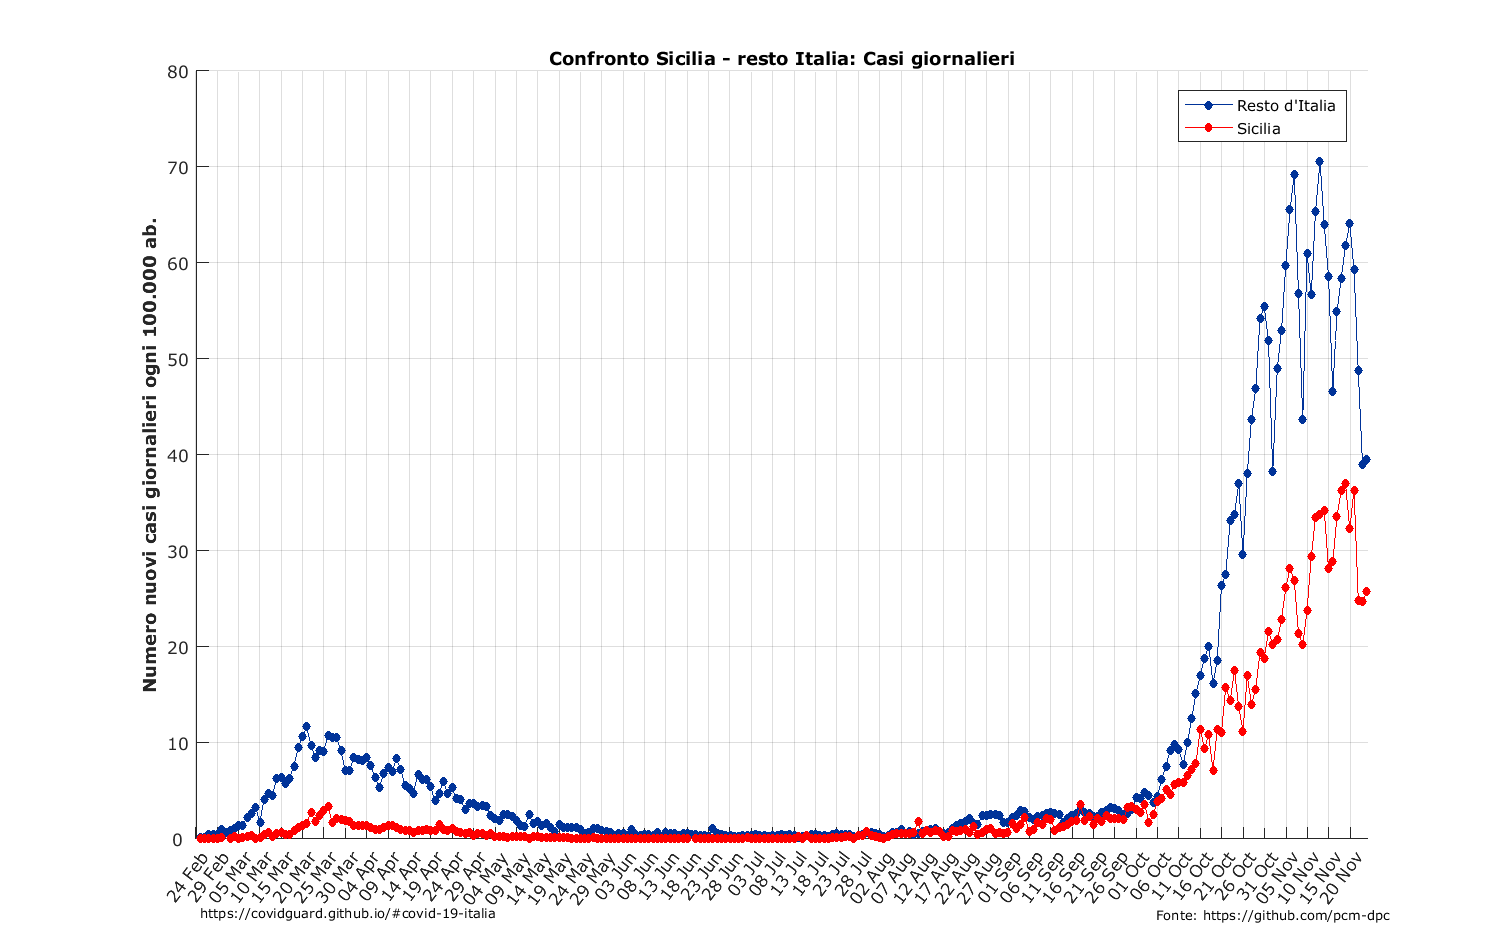 Confronto Sicilia - resto Italia: Casi giornalieri
Resto d'Italia
Sicilia
Numero nuovi casi giornalieri ogni 100.000 ab.
80
70
60
50
40
30
20
10
0
24 Feb
29 Feb
05 Mar
10 Mar
15 Mar
20 Mar
25 Mar
30 Mar
04 Apr
09 Apr
14 Apr
19 Apr
24 Apr
29 Apr
04 May
09 May
14 May
19 May
24 May
29 May
03 Jun
08 Jun
13 Jun
18 Jun
23 Jun
28 Jun
03 Jul
08 Jul
13 Jul
18 Jul
23 Jul
28 Jul
02 Aug
07 Aug
12 Aug
17 Aug
22 Aug
27 Aug
01 Sep
06 Sep
11 Sep
16 Sep
21 Sep
26 Sep
01 Oct
06 Oct
11 Oct
16 Oct
21 Oct
26 Oct
31 Oct
05 Nov
10 Nov
15 Nov
20 Nov
https://covidguard.github.io/#covid-19-italia
Fonte: https://github.com/pcm-dpc